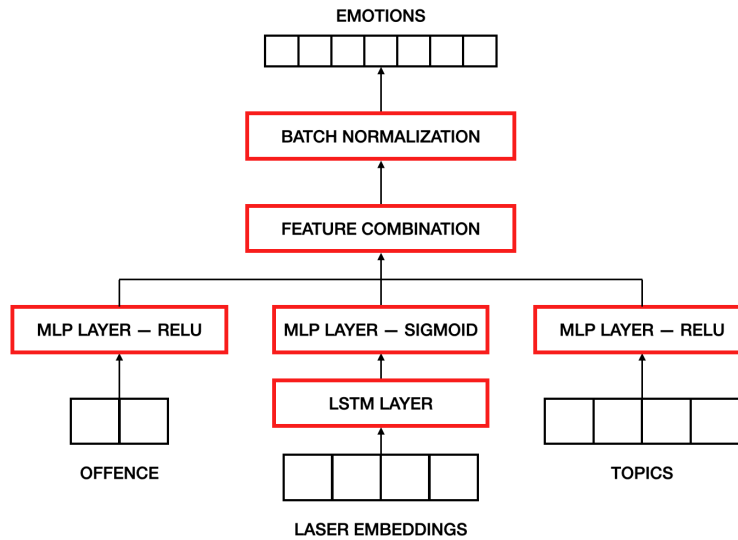 EMOTIONS
BATCH NORMALIZATION
FEATURE COMBINATION
MLP LAYER — RELU
MLP LAYER — SIGMOID
MLP LAYER — RELU
LSTM LAYER
OFFENCE
TOPICS
LASER EMBEDDINGS